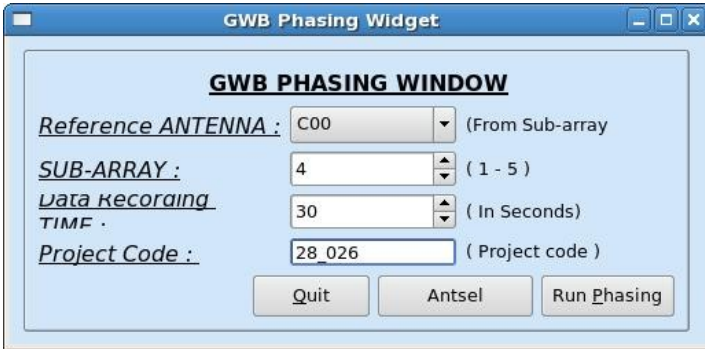 GWB Phasing Widget
GWB PHASING WINDOW
Reference ANTENNA : C00 (From Sub-array
SUB-ARRAY : 4 ( 1 - 5 )
Data Recording
TIME : 30 ( In Seconds)
Project Code : 28_026 ( Project code )
Quit Antsel Run Phasing